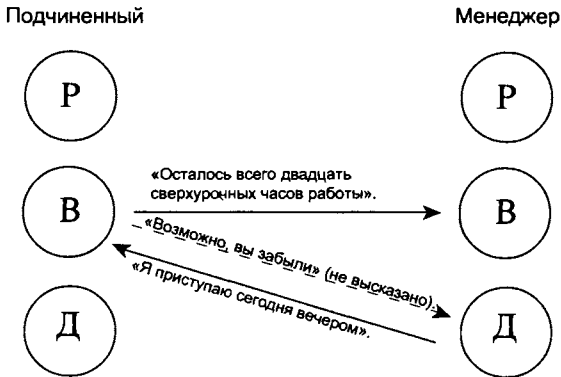 Подчиненный Менеджер
Р Р
«Осталось всего двадцать
сверхурочных часов работы».
В В
«Возможно, вы забыли» (не высказано).
«Я приступаю сегодня вечером».
Д Д